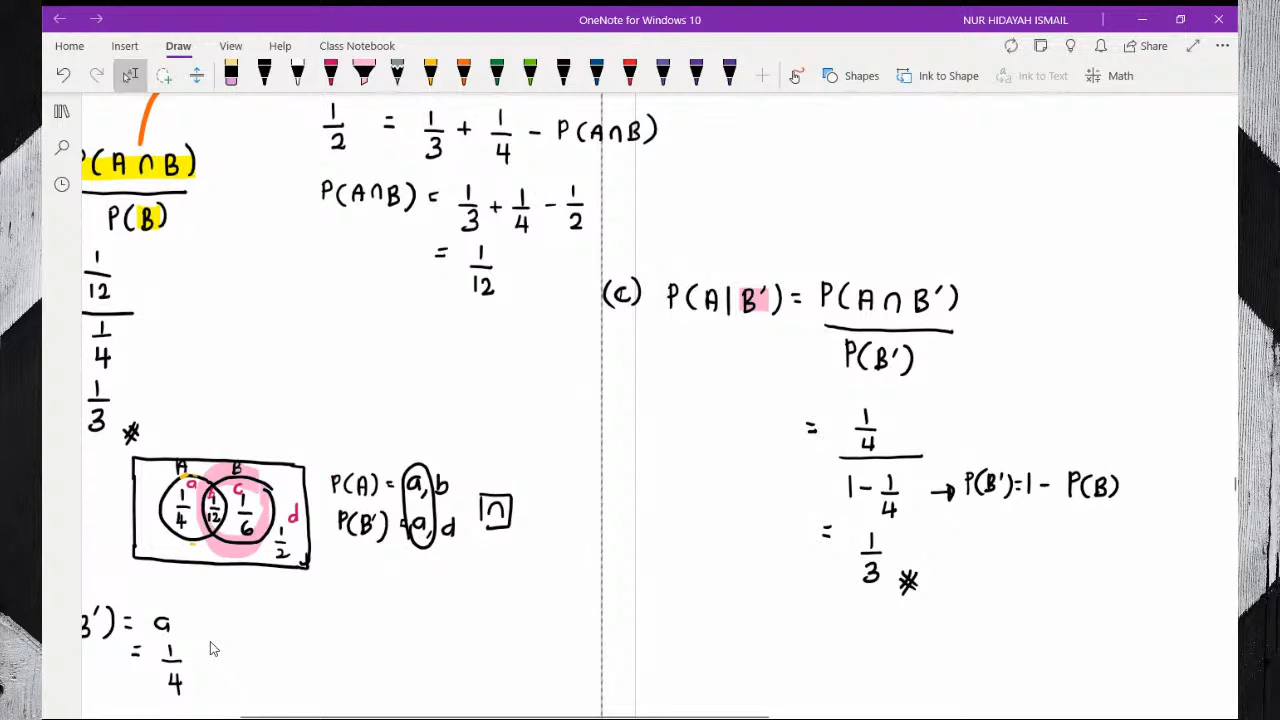 OneNote for Windows 10
NUR HIDAYAH ISMAIL
Home Insert Draw View Help Class Notebook
Share
Shapes Ink to Shape Ink to Text Math
P(A ∩ B)
P(B)
1/12
1/4
1/3 *
1/2 = 1/3 + 1/4 - P(A∩B)
P(A∩B) = 1/3 + 1/4 - 1/2
= 1/12
A B
a b c d
1/4 1/12 1/6 1/2
P(A) = a, b
P(B') = a, d
∩
B') = a
= 1/4
(c) P(A|B') = P(A ∩ B')
P(B')
= 1/4
1 - 1/4 → P(B') = 1 - P(B)
= 1/3 *